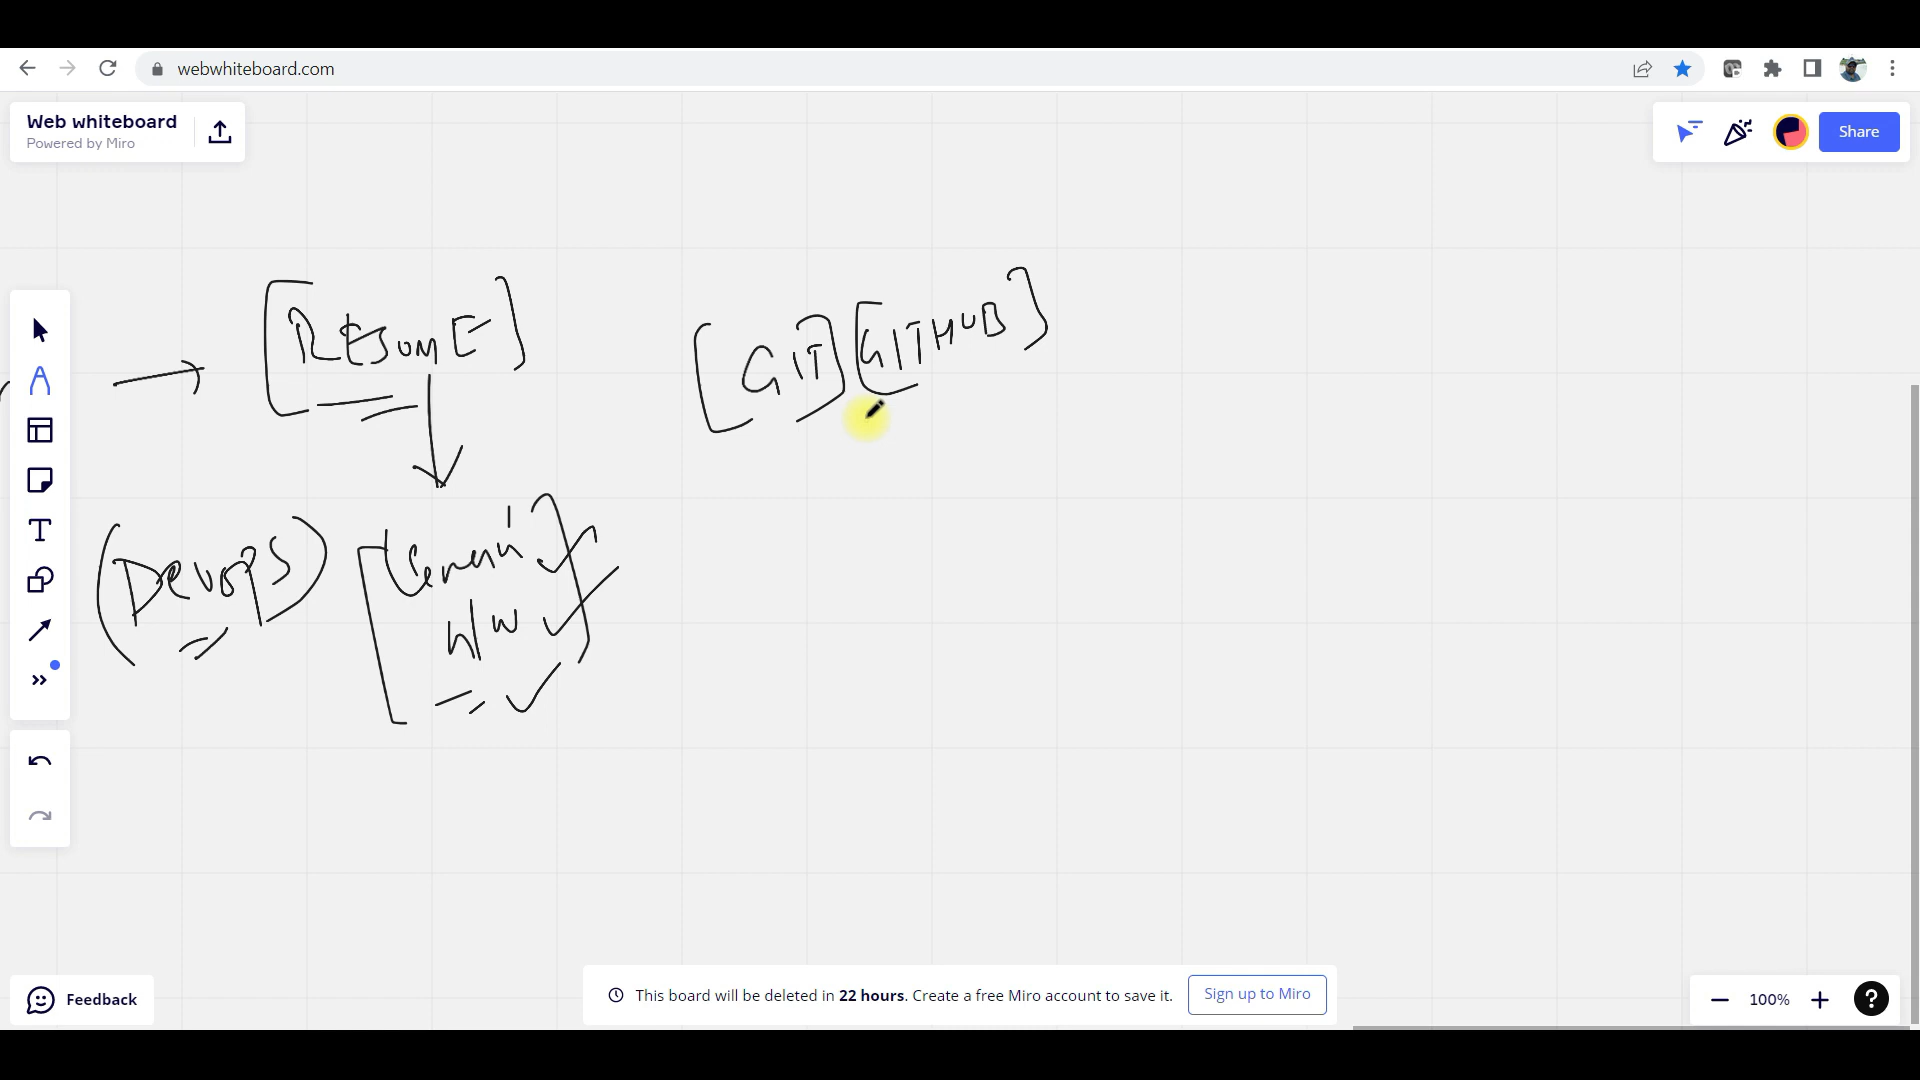 webwhiteboard.com
Web whiteboard
Powered by Miro
Share
[RESUME]
[GIT] [GITHUB]
(Devops)
N/W
Feedback
This board will be deleted in 22 hours. Create a free Miro account to save it.
Sign up to Miro
100%